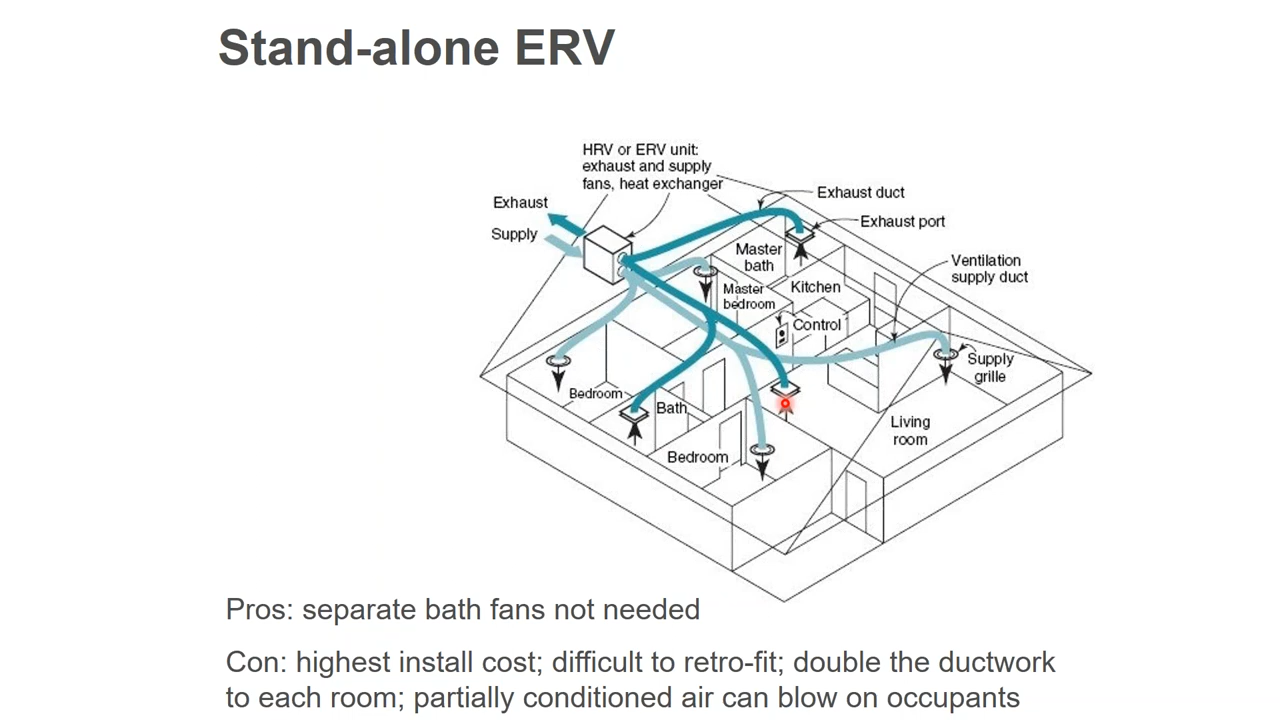 Stand-alone ERV
HRV or ERV unit:
exhaust and supply
fans, heat exchanger
Exhaust
Supply
Exhaust duct
Exhaust port
Ventilation
supply duct
Master
bath
Kitchen
Master
bedroom
Control
Supply
grille
Bedroom
Bath
Living
room
Bedroom
Pros: separate bath fans not needed
Con: highest install cost; difficult to retro-fit; double the ductwork
to each room; partially conditioned air can blow on occupants